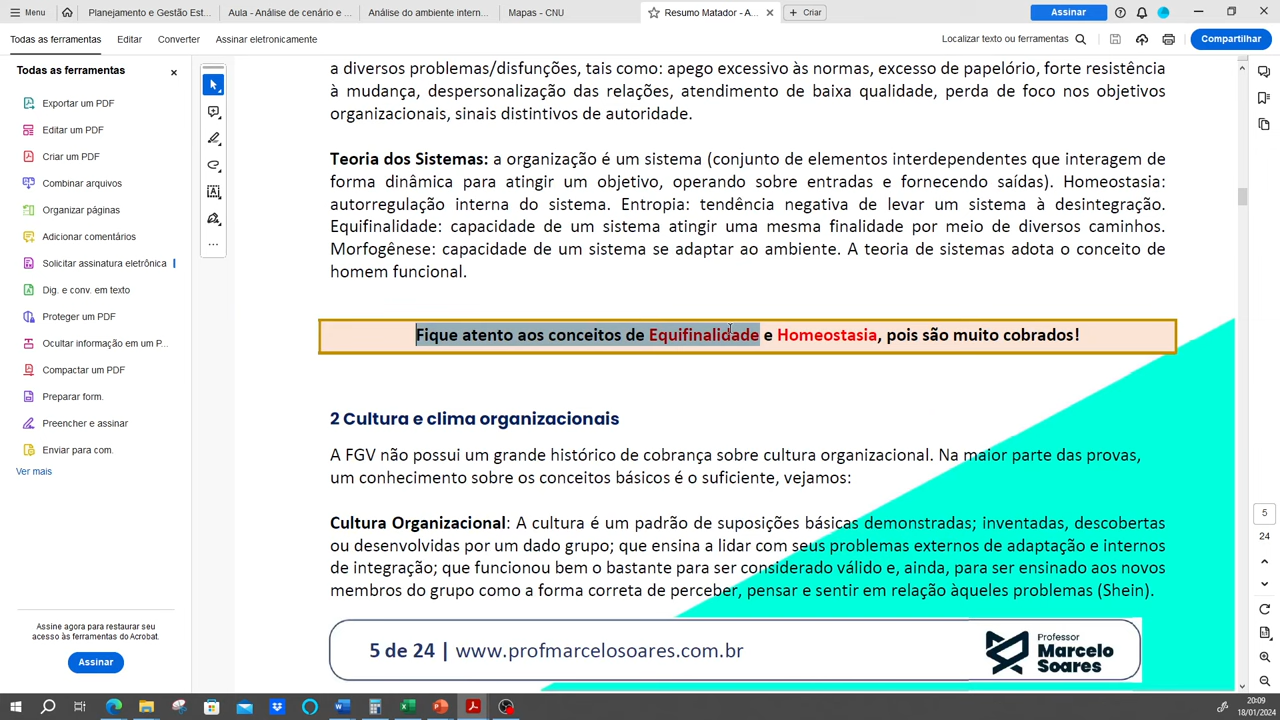 Menu
Planejamento e Gestão Est...
Aula - Análise de cenário e ...
Análise do ambiente intern...
Mapas - CNU
Resumo Matador - A...
Criar
Assinar
Todas as ferramentas
Editar
Converter
Assinar eletronicamente
Localizar texto ou ferramentas
Compartilhar
Todas as ferramentas
Exportar um PDF
Editar um PDF
Criar um PDF
Combinar arquivos
Organizar páginas
Adicionar comentários
Solicitar assinatura eletrônica
Dig. e conv. em texto
Proteger um PDF
Ocultar informação em um P...
Compactar um PDF
Preparar form.
Preencher e assinar
Enviar para com.
Ver mais
Assine agora para restaurar seu
acesso às ferramentas do Acrobat.
Assinar
a diversos problemas/disfunções, tais como: apego excessivo às normas, excesso de papelório, forte resistência
à mudança, despersonalização das relações, atendimento de baixa qualidade, perda de foco nos objetivos
organizacionais, sinais distintivos de autoridade.
Teoria dos Sistemas: a organização é um sistema (conjunto de elementos interdependentes que interagem de
forma dinâmica para atingir um objetivo, operando sobre entradas e fornecendo saídas). Homeostasia:
autorregulação interna do sistema. Entropia: tendência negativa de levar um sistema à desintegração.
Equifinalidade: capacidade de um sistema atingir uma mesma finalidade por meio de diversos caminhos.
Morfogênese: capacidade de um sistema se adaptar ao ambiente. A teoria de sistemas adota o conceito de
homem funcional.
Fique atento aos conceitos de Equifinalidade e Homeostasia, pois são muito cobrados!
2 Cultura e clima organizacionais
A FGV não possui um grande histórico de cobrança sobre cultura organizacional. Na maior parte das provas,
um conhecimento sobre os conceitos básicos é o suficiente, vejamos:
Cultura Organizacional: A cultura é um padrão de suposições básicas demonstradas; inventadas, descobertas
ou desenvolvidas por um dado grupo; que ensina a lidar com seus problemas externos de adaptação e internos
de integração; que funcionou bem o bastante para ser considerado válido e, ainda, para ser ensinado aos novos
membros do grupo como a forma correta de perceber, pensar e sentir em relação àqueles problemas (Shein).
5 de 24 | www.profmarcelosoares.com.br
Professor
Marcelo
Soares
5
24
20:09
18/01/2024